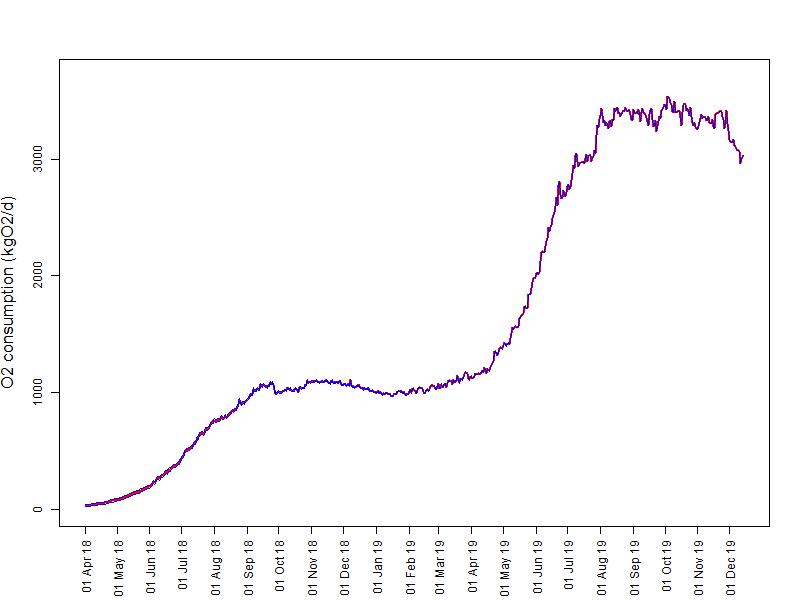 O2 consumption (kgO2/d)
3000
2000
1000
0
01 Apr 18
01 May 18
01 Jun 18
01 Jul 18
01 Aug 18
01 Sep 18
01 Oct 18
01 Nov 18
01 Dec 18
01 Jan 19
01 Feb 19
01 Mar 19
01 Apr 19
01 May 19
01 Jun 19
01 Jul 19
01 Aug 19
01 Sep 19
01 Oct 19
01 Nov 19
01 Dec 19